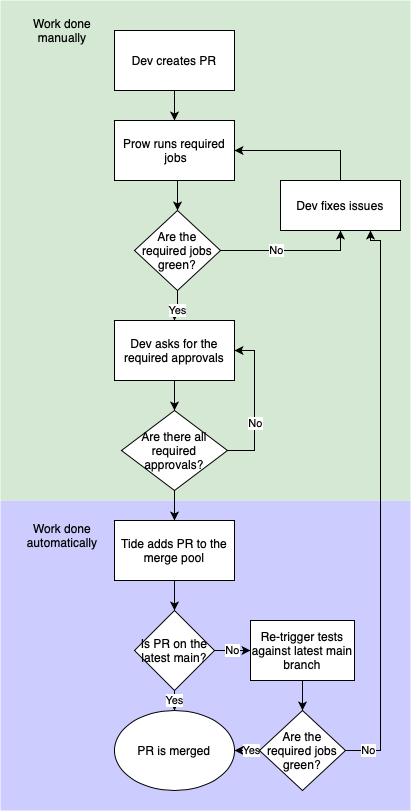 Work done
manually
Dev creates PR
Prow runs required
jobs
Dev fixes issues
Are the
required jobs
green?
No
Yes
Dev asks for the
required approvals
No
Are there all
required
approvals?
Work done
automatically
Tide adds PR to the
merge pool
Is PR on the
latest main?
No
Re-trigger tests
against latest main
branch
Yes
PR is merged
Yes
Are the
required jobs
green?
No